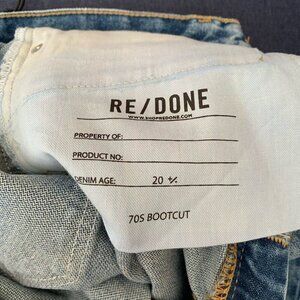 RE/DONE
WWW.SHOPREDONE.COM
PROPERTY OF:
PRODUCT NO:
DENIM AGE: 20 +/-
70S BOOTCUT